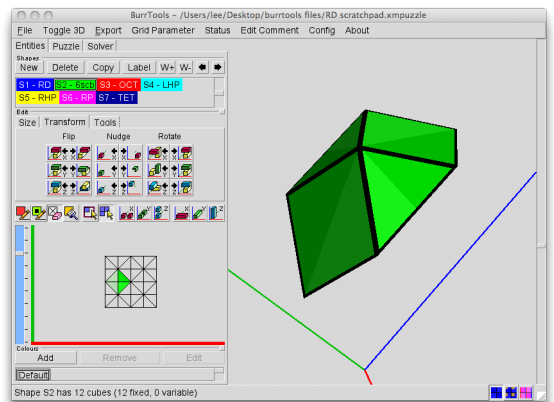 BurrTools - /Users/lee/Desktop/burrtools files/RD scratchpad.xmpuzzle
File Toggle 3D Export Grid Parameter Status Edit Comment Config About
Entities Puzzle Solver
Shapes
New Delete Copy Label W+ W-
S1 - RD S2 - 6scb S3 - OCT S4 - LHP
S5 - RHP S6 - RP S7 - TET
Edit
Size Transform Tools
Flip Nudge Rotate
X X X
Y Y Y
Z Z Z
X Y Z X Y Z
Colours
Add Remove Edit
Default
Shape S2 has 12 cubes (12 fixed, 0 variable)